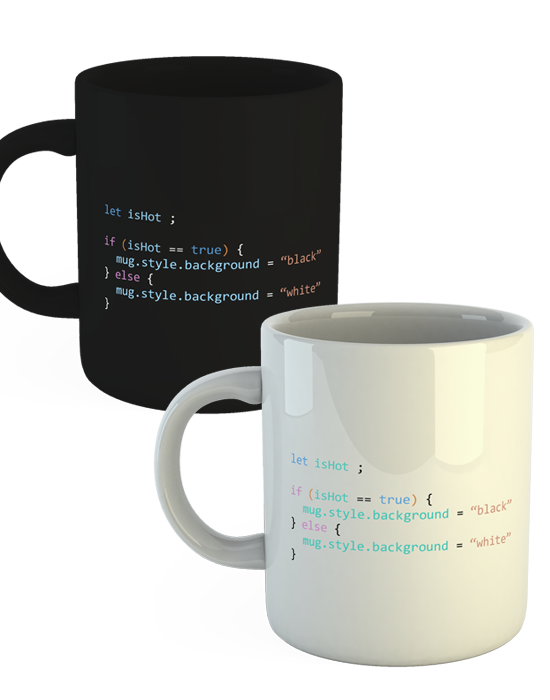 let isHot ;
if (isHot == true) {
mug.style.background = “black”
} else {
mug.style.background = “white”
}
let isHot ;
if (isHot == true) {
mug.style.background = “black”
} else {
mug.style.background = “white”
}